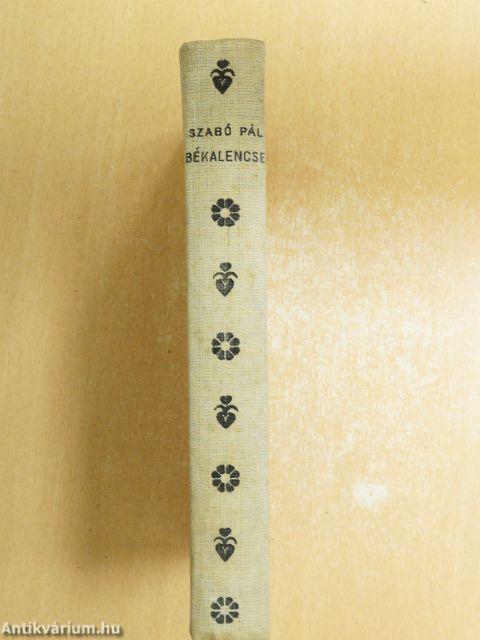 SZABÓ PÁL
BÉKALENCSE
Antikvárium.hu